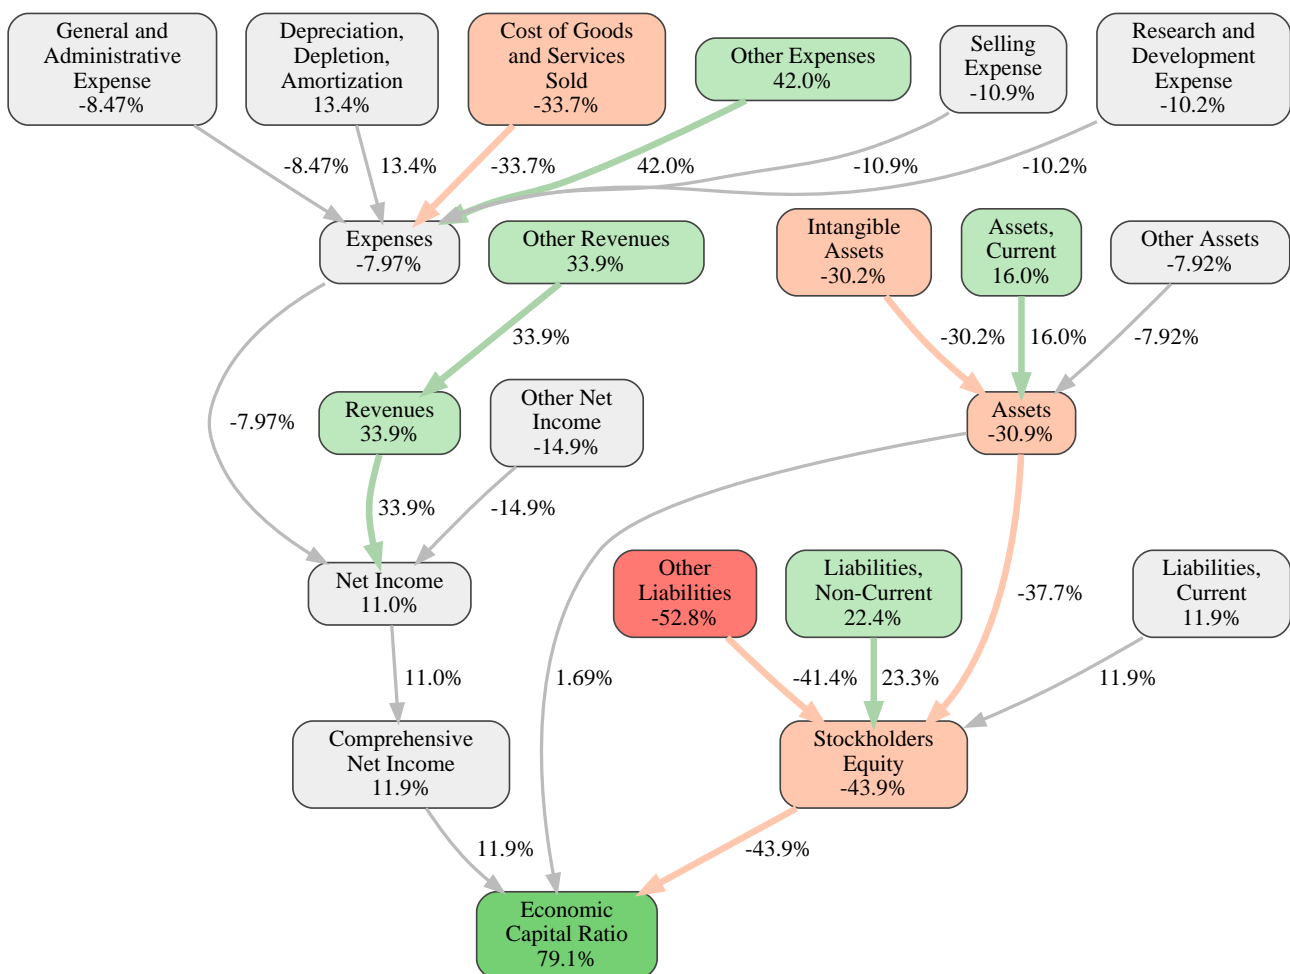 General and
Administrative
Expense
-8.47%
Depreciation,
Depletion,
Amortization
13.4%
Cost of Goods
and Services
Sold
-33.7%
Other Expenses
42.0%
Selling
Expense
-10.9%
Research and
Development
Expense
-10.2%
-8.47%
13.4%
-33.7%
42.0%
-10.9%
-10.2%
Expenses
-7.97%
Other Revenues
33.9%
Intangible
Assets
-30.2%
Assets,
Current
16.0%
Other Assets
-7.92%
33.9%
-30.2%
16.0%
-7.92%
-7.97%
Revenues
33.9%
Other Net
Income
-14.9%
Assets
-30.9%
33.9%
-14.9%
Net Income
11.0%
Other
Liabilities
-52.8%
Liabilities,
Non-Current
22.4%
-37.7%
Liabilities,
Current
11.9%
11.0%
1.69%
-41.4%
23.3%
11.9%
Comprehensive
Net Income
11.9%
Stockholders
Equity
-43.9%
11.9%
-43.9%
Economic
Capital Ratio
79.1%